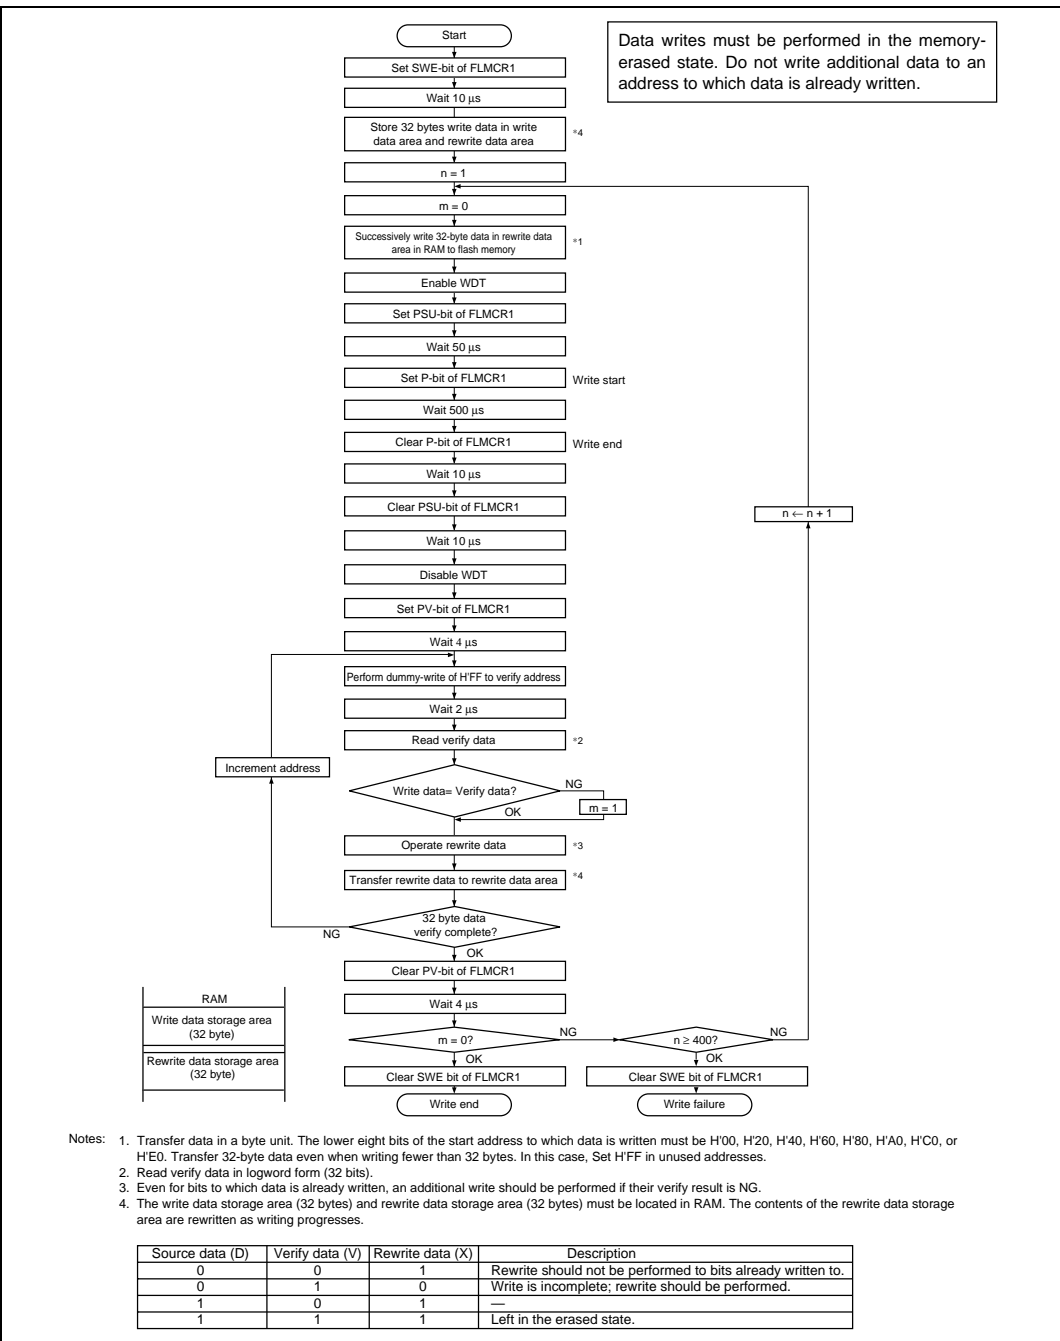 Start
Data writes must be performed in the memory-
erased state. Do not write additional data to an
address to which data is already written.
Set SWE-bit of FLMCR1
Wait 10 µs
Store 32 bytes write data in write
data area and rewrite data area
*4
n = 1
m = 0
Successively write 32-byte data in rewrite data
area in RAM to flash memory
*1
Enable WDT
Set PSU-bit of FLMCR1
Wait 50 µs
Set P-bit of FLMCR1
Write start
Wait 500 µs
Clear P-bit of FLMCR1
Write end
Wait 10 µs
Clear PSU-bit of FLMCR1
n ← n + 1
Wait 10 µs
Disable WDT
Set PV-bit of FLMCR1
Wait 4 µs
Perform dummy-write of H'FF to verify address
Wait 2 µs
Read verify data
*2
Increment address
Write data= Verify data?
NG
m = 1
OK
Operate rewrite data
*3
Transfer rewrite data to rewrite data area
*4
32 byte data
verify complete?
NG
OK
Clear PV-bit of FLMCR1
Wait 4 µs
RAM
Write data storage area
(32 byte)
Rewrite data storage area
(32 byte)
m = 0?
NG
n ≥ 400?
NG
OK
OK
Clear SWE bit of FLMCR1
Clear SWE bit of FLMCR1
Write end
Write failure
Notes: 1. Transfer data in a byte unit. The lower eight bits of the start address to which data is written must be H'00, H'20, H'40, H'60, H'80, H'A0, H'C0, or
H'E0. Transfer 32-byte data even when writing fewer than 32 bytes. In this case, Set H'FF in unused addresses.
2. Read verify data in logword form (32 bits).
3. Even for bits to which data is already written, an additional write should be performed if their verify result is NG.
4. The write data storage area (32 bytes) and rewrite data storage area (32 bytes) must be located in RAM. The contents of the rewrite data storage
area are rewritten as writing progresses.
Source data (D) Verify data (V) Rewrite data (X) Description
0 0 1 Rewrite should not be performed to bits already written to.
0 1 0 Write is incomplete; rewrite should be performed.
1 0 1 —
1 1 1 Left in the erased state.